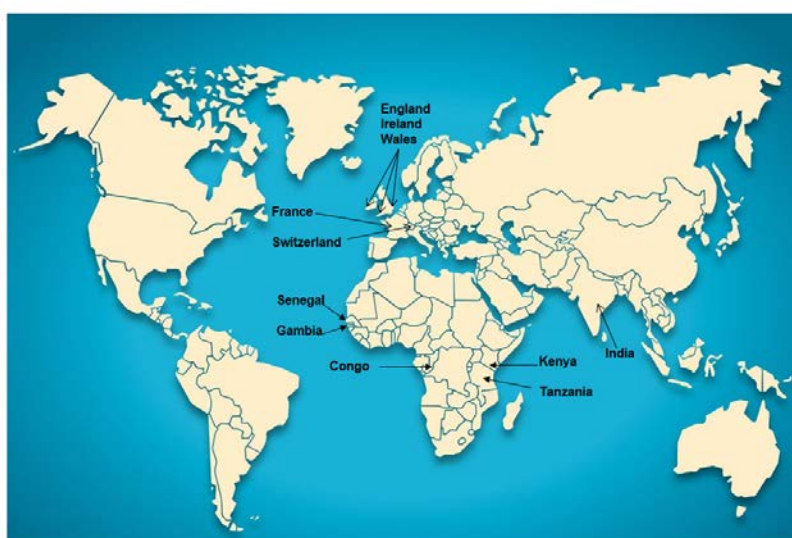 England
Ireland
Wales
France
Switzerland
Senegal
Gambia
Congo
Kenya
India
Tanzania